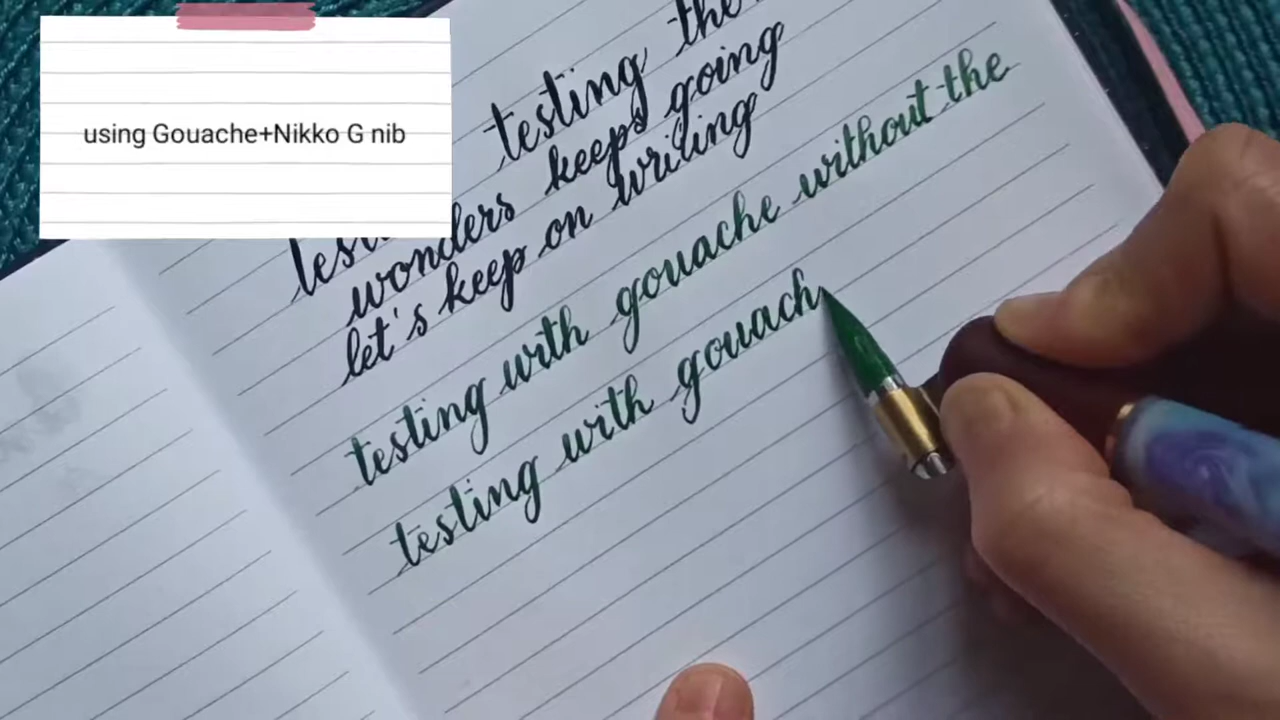 using Gouache+Nikko G nib
testing the
wonders keeps going
let's keep on writing
testing with gouache without the
testing with gouach